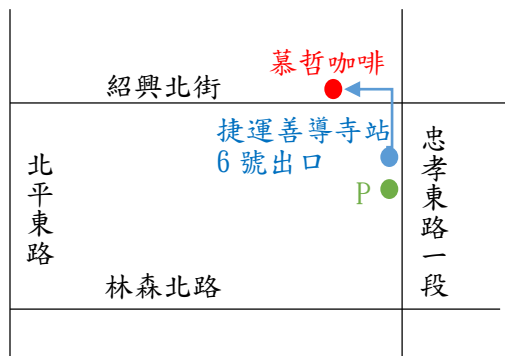 慕哲咖啡
紹興北街
捷運善導寺站
6 號出口
P
北平東路
忠孝東路一段
林森北路